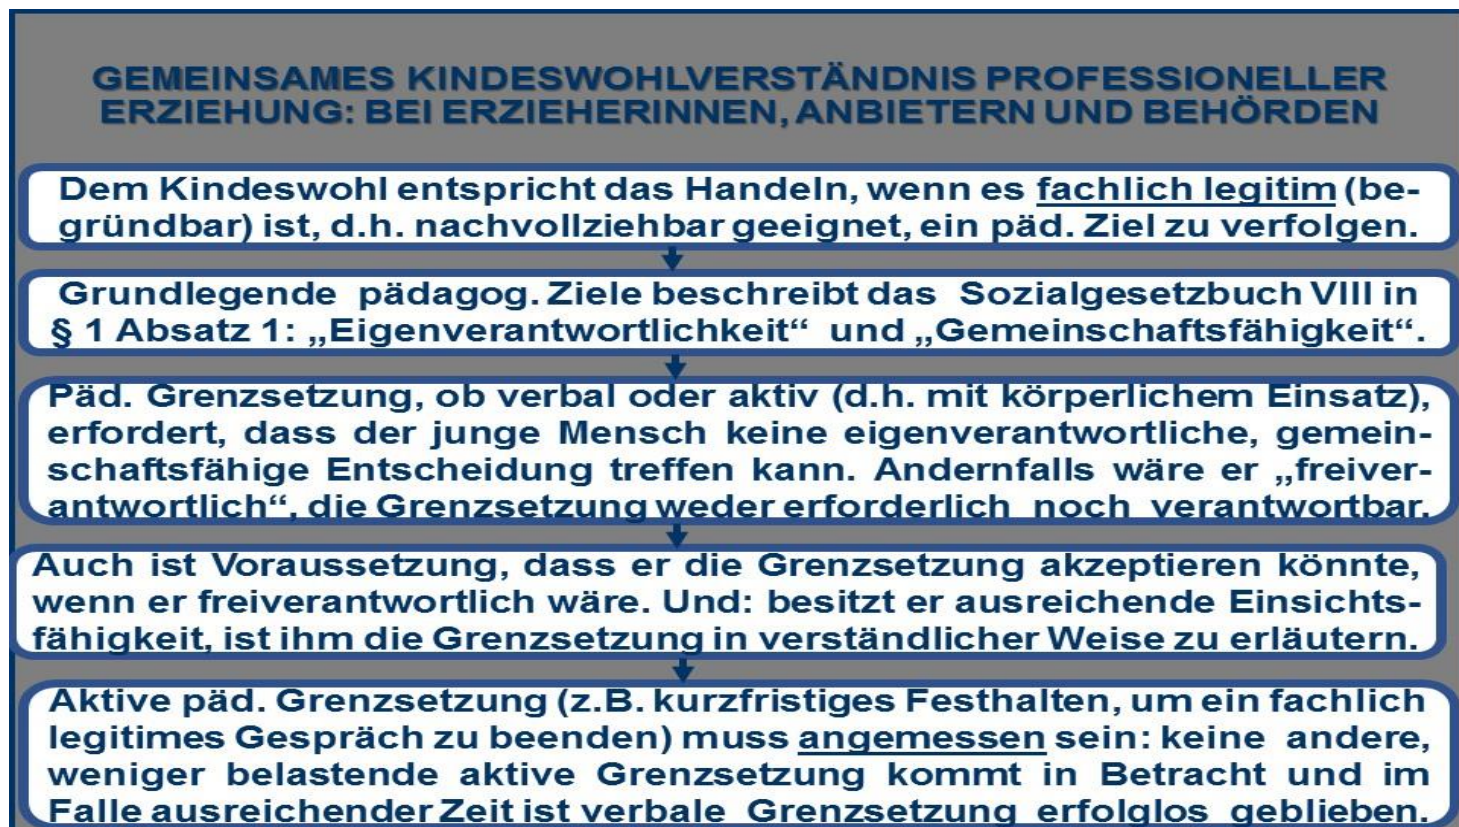 GEMEINSAMES KINDESWOHLVERSTÄNDNIS PROFESSIONELLER
ERZIEHUNG: BEI ERZIEHERINNEN, ANBIETERN UND BEHÖRDEN
Dem Kindeswohl entspricht das Handeln, wenn es fachlich legitim (be-
gründbar) ist, d.h. nachvollziehbar geeignet, ein päd. Ziel zu verfolgen.
Grundlegende pädagog. Ziele beschreibt das Sozialgesetzbuch VIII in
§ 1 Absatz 1: „Eigenverantwortlichkeit“ und „Gemeinschaftsfähigkeit“.
Päd. Grenzsetzung, ob verbal oder aktiv (d.h. mit körperlichem Einsatz),
erfordert, dass der junge Mensch keine eigenverantwortliche, gemein-
schaftsfähige Entscheidung treffen kann. Andernfalls wäre er „freiver-
antwortlich“, die Grenzsetzung weder erforderlich noch verantwortbar.
Auch ist Voraussetzung, dass er die Grenzsetzung akzeptieren könnte,
wenn er freiverantwortlich wäre. Und: besitzt er ausreichende Einsichts-
fähigkeit, ist ihm die Grenzsetzung in verständlicher Weise zu erläutern.
Aktive päd. Grenzsetzung (z.B. kurzfristiges Festhalten, um ein fachlich
legitimes Gespräch zu beenden) muss angemessen sein: keine andere,
weniger belastende aktive Grenzsetzung kommt in Betracht und im
Falle ausreichender Zeit ist verbale Grenzsetzung erfolglos geblieben.